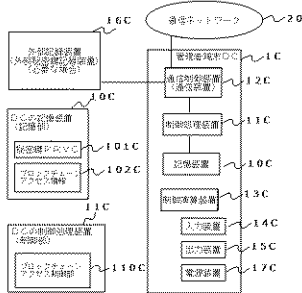 16C
外部記録装置
(外部記憶記録装置)
(必要な場合)
通信ネットワーク
20
管理者端末DC
1C
通信制御装置
(通信装置)
12C
制御処理装置
11C
記憶装置
10C
制御演算装置
13C
入力装置
14C
出力装置
15C
電源装置
17C
10C
DCの記憶装置
(記憶部)
秘密鍵PRVC
101C
ブロックチェーン
アクセス情報
102C
11C
DCの制御処理装置
(制御部)
ブロックチェーン
アクセス制御部
110C